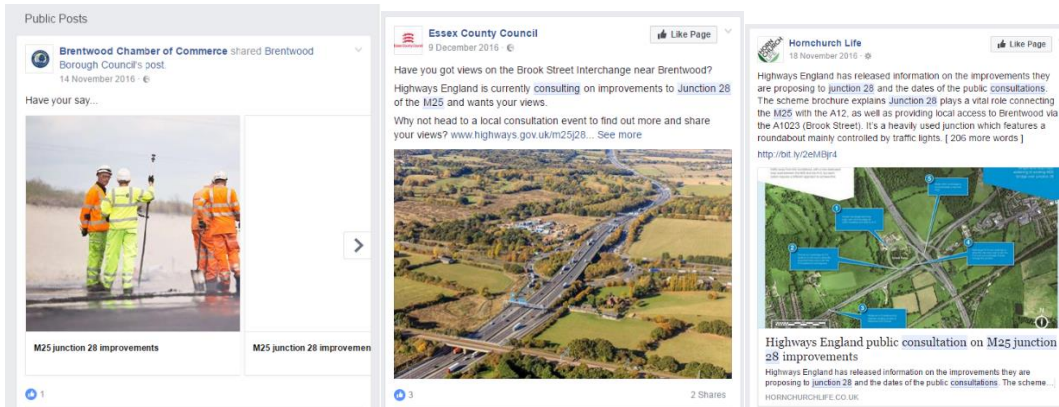 Public Posts
Brentwood Chamber of Commerce shared Brentwood
Borough Council's post.
14 November 2016
Have your say...
M25 junction 28 improvements
M25 junction 28 improvemen
1
Essex County Council
9 December 2016
Like Page
Have you got views on the Brook Street Interchange near Brentwood?
Highways England is currently consulting on improvements to Junction 28
of the M25 and wants your views.
Why not head to a local consultation event to find out more and share
your views? www.highways.gov.uk/m25j28... See more
3
2 Shares
HORNCHURCH
Hornchurch Life
18 November 2016
Like Page
Highways England has released information on the improvements they
are proposing to junction 28 and the dates of the public consultations.
The scheme brochure explains Junction 28 plays a vital role connecting
the M25 with the A12, as well as providing local access to Brentwood via
the A1023 (Brook Street). It's a heavily used junction which features a
roundabout mainly controlled by traffic lights. [ 206 more words ]
http://bit.ly/2eMBjr4
1
2
3
4
5
Highways England public consultation on M25 junction
28 improvements
Highways England has released information on the improvements they are
proposing to junction 28 and the dates of the public consultations. The scheme...
HORNCHURCHLIFE.CO.UK